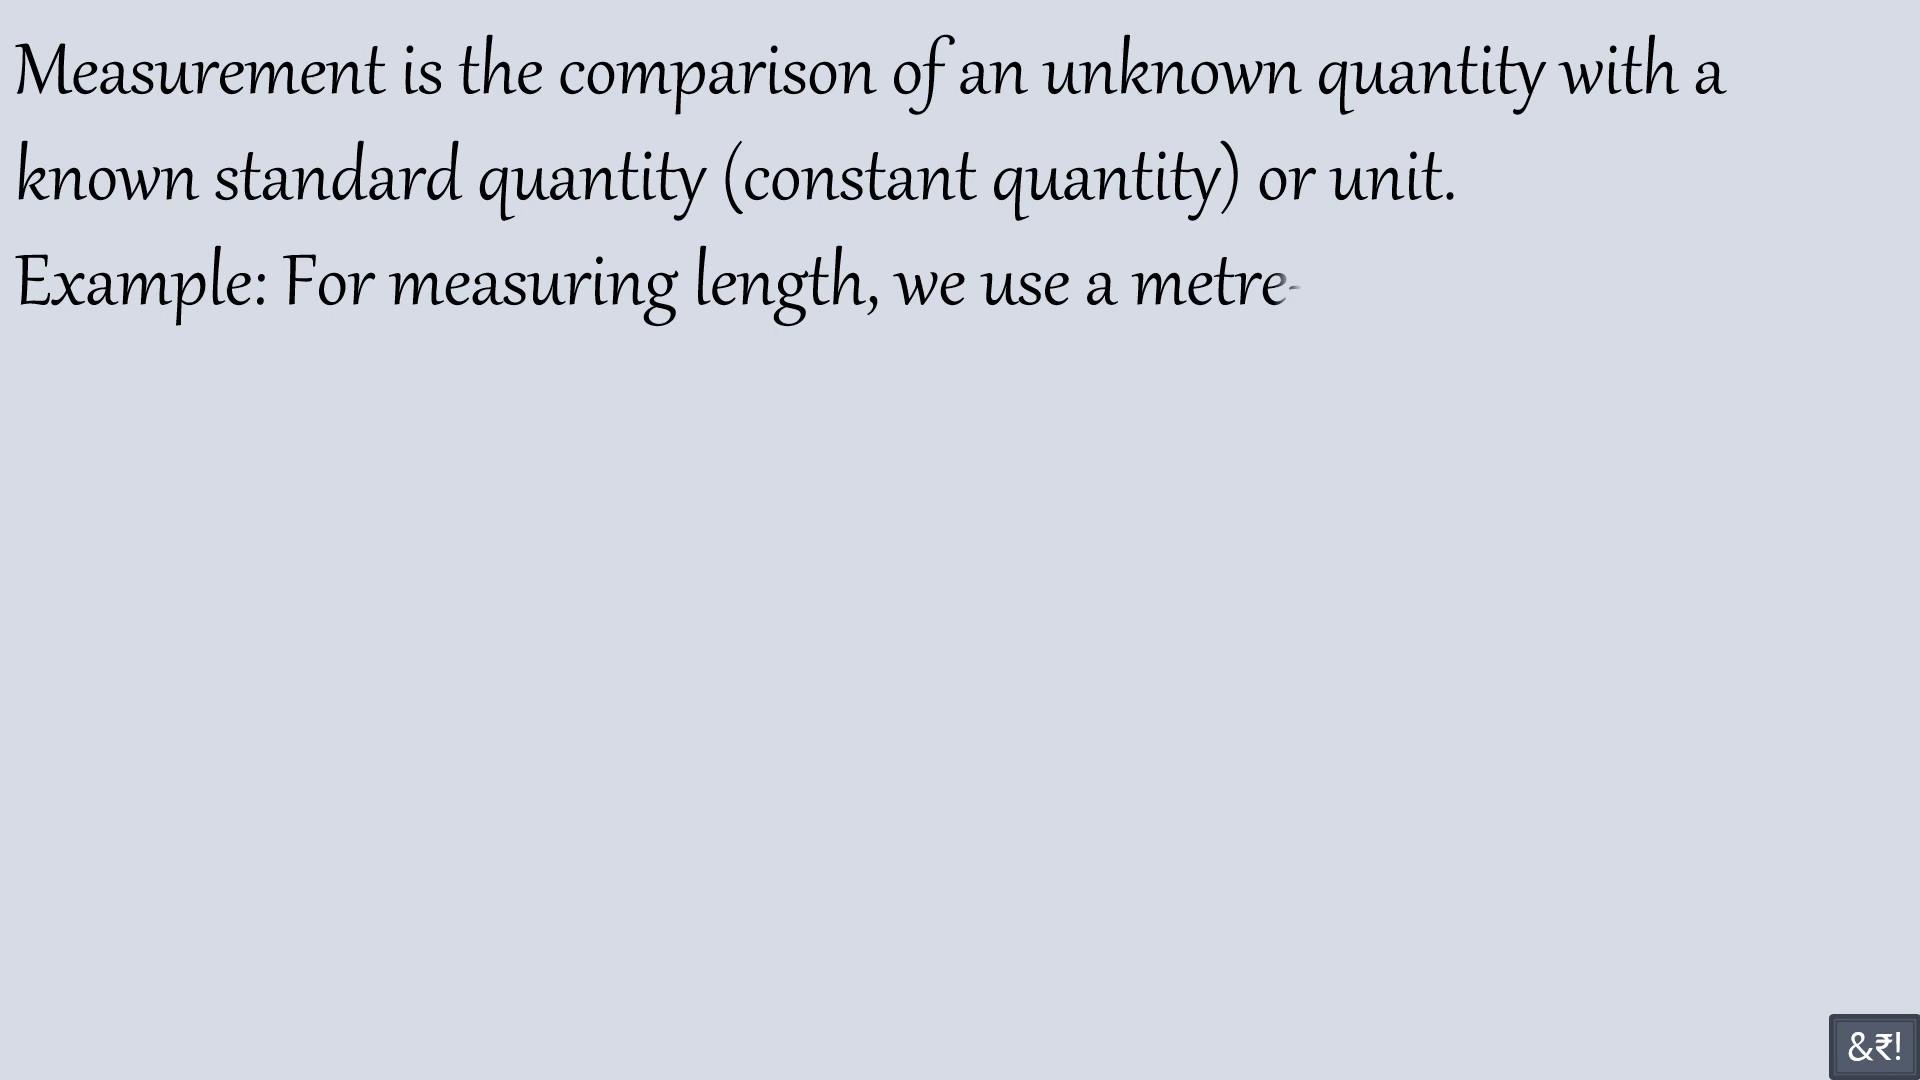 Measurement is the comparison of an unknown quantity with a
known standard quantity (constant quantity) or unit.
Example: For measuring length, we use a metre-
&₹!